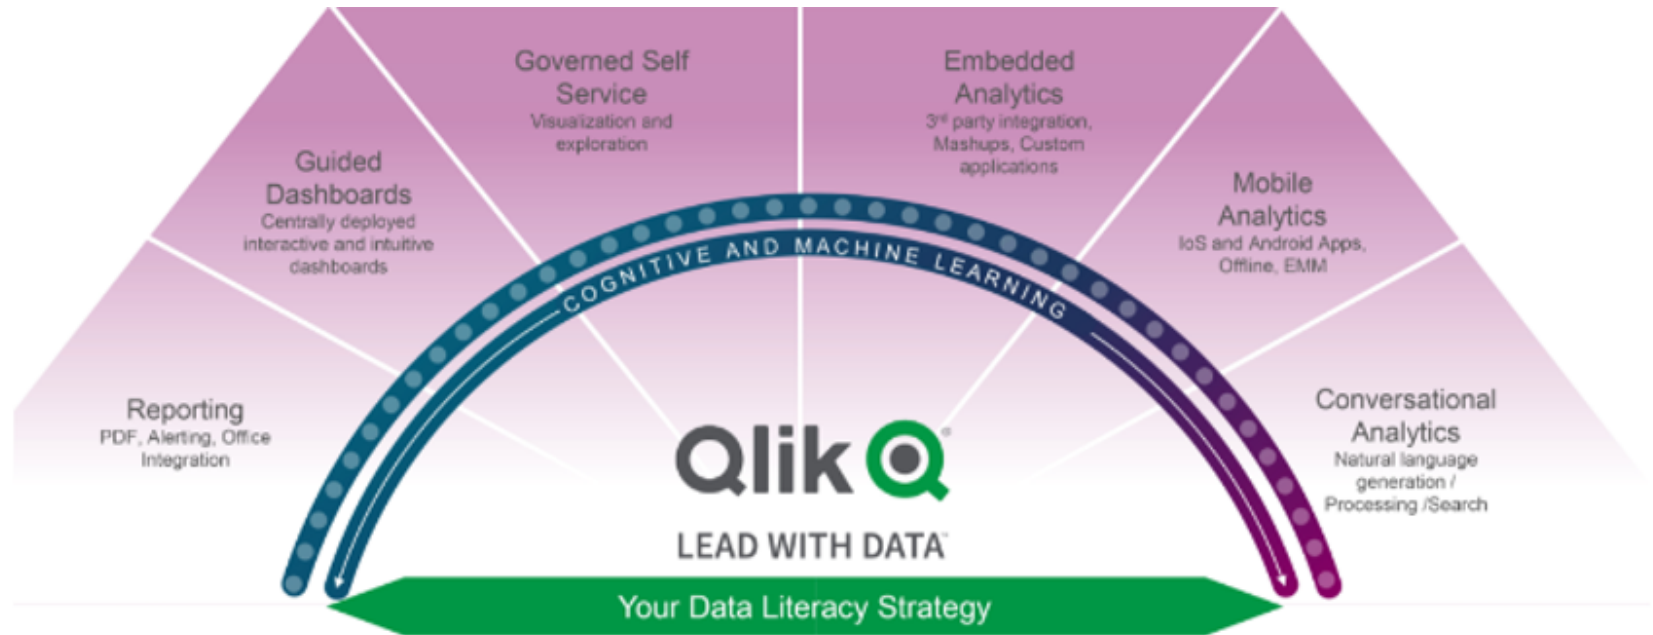 Reporting
PDF, Alerting, Office
Integration
Guided
Dashboards
Centrally deployed
interactive and intuitive
dashboards
Governed Self
Service
Visualization and
exploration
Embedded
Analytics
3rd party integration,
Mashups, Custom
applications
Mobile
Analytics
IoS and Android Apps,
Offline, EMM
Conversational
Analytics
Natural language
generation /
Processing /Search
COGNITIVE AND MACHINE LEARNING
Qlik
LEAD WITH DATA™
Your Data Literacy Strategy